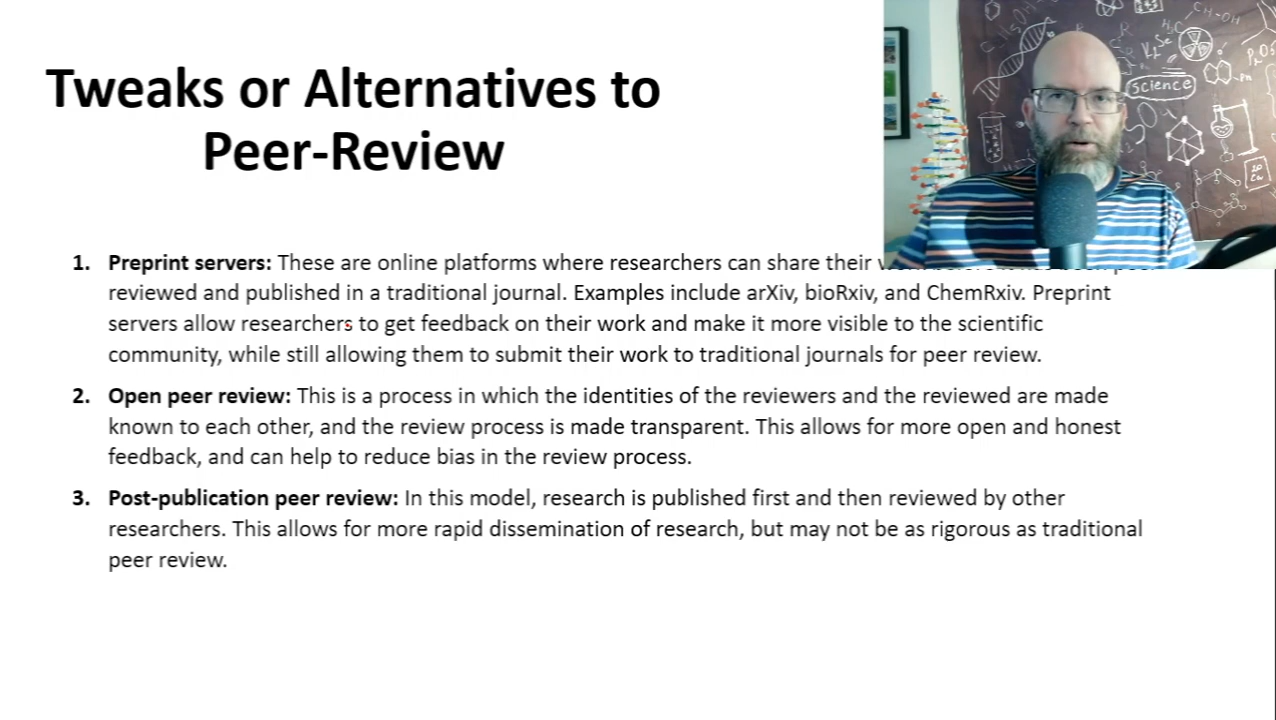 Tweaks or Alternatives to
Peer-Review
science
1. Preprint servers: These are online platforms where researchers can share their
reviewed and published in a traditional journal. Examples include arXiv, bioRxiv, and ChemRxiv. Preprint
servers allow researchers to get feedback on their work and make it more visible to the scientific
community, while still allowing them to submit their work to traditional journals for peer review.
2. Open peer review: This is a process in which the identities of the reviewers and the reviewed are made
known to each other, and the review process is made transparent. This allows for more open and honest
feedback, and can help to reduce bias in the review process.
3. Post-publication peer review: In this model, research is published first and then reviewed by other
researchers. This allows for more rapid dissemination of research, but may not be as rigorous as traditional
peer review.